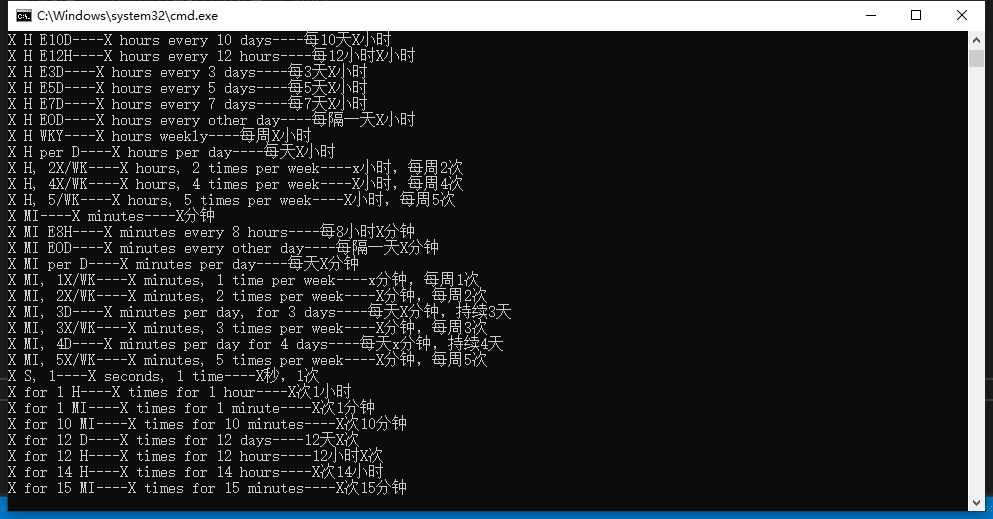 C:\Windows\system32\cmd.exe
X H E10D----X hours every 10 days----每10天X小时
X H E12H----X hours every 12 hours----每12小时X小时
X H E3D----X hours every 3 days----每3天X小时
X H E5D----X hours every 5 days----每5天X小时
X H E7D----X hours every 7 days----每7天X小时
X H EOD----X hours every other day----每隔一天X小时
X H WKY----X hours weekly----每周X小时
X H per D----X hours per day----每天X小时
X H, 2X/WK----X hours, 2 times per week----x小时，每周2次
X H, 4X/WK----X hours, 4 times per week----X小时，每周4次
X H, 5/WK----X hours, 5 times per week----X小时，每周5次
X MI----X minutes----X分钟
X MI E8H----X minutes every 8 hours----每8小时X分钟
X MI EOD----X minutes every other day----每隔一天X分钟
X MI per D----X minutes per day----每天X分钟
X MI, 1X/WK----X minutes, 1 time per week----x分钟，每周1次
X MI, 2X/WK----X minutes, 2 times per week----X分钟，每周2次
X MI, 3D----X minutes per day, for 3 days----每天X分钟，持续3天
X MI, 3X/WK----X minutes, 3 times per week----X分钟，每周3次
X MI, 4D----X minutes per day for 4 days----每天x分钟，持续4天
X MI, 5X/WK----X minutes, 5 times per week----X分钟，每周5次
X S, 1----X seconds, 1 time----X秒，1次
X for 1 H----X times for 1 hour----X次1小时
X for 1 MI----X times for 1 minute----X次1分钟
X for 10 MI----X times for 10 minutes----X次10分钟
X for 12 D----X times for 12 days----12天X次
X for 12 H----X times for 12 hours----12小时X次
X for 14 H----X times for 14 hours----X次14小时
X for 15 MI----X times for 15 minutes----X次15分钟